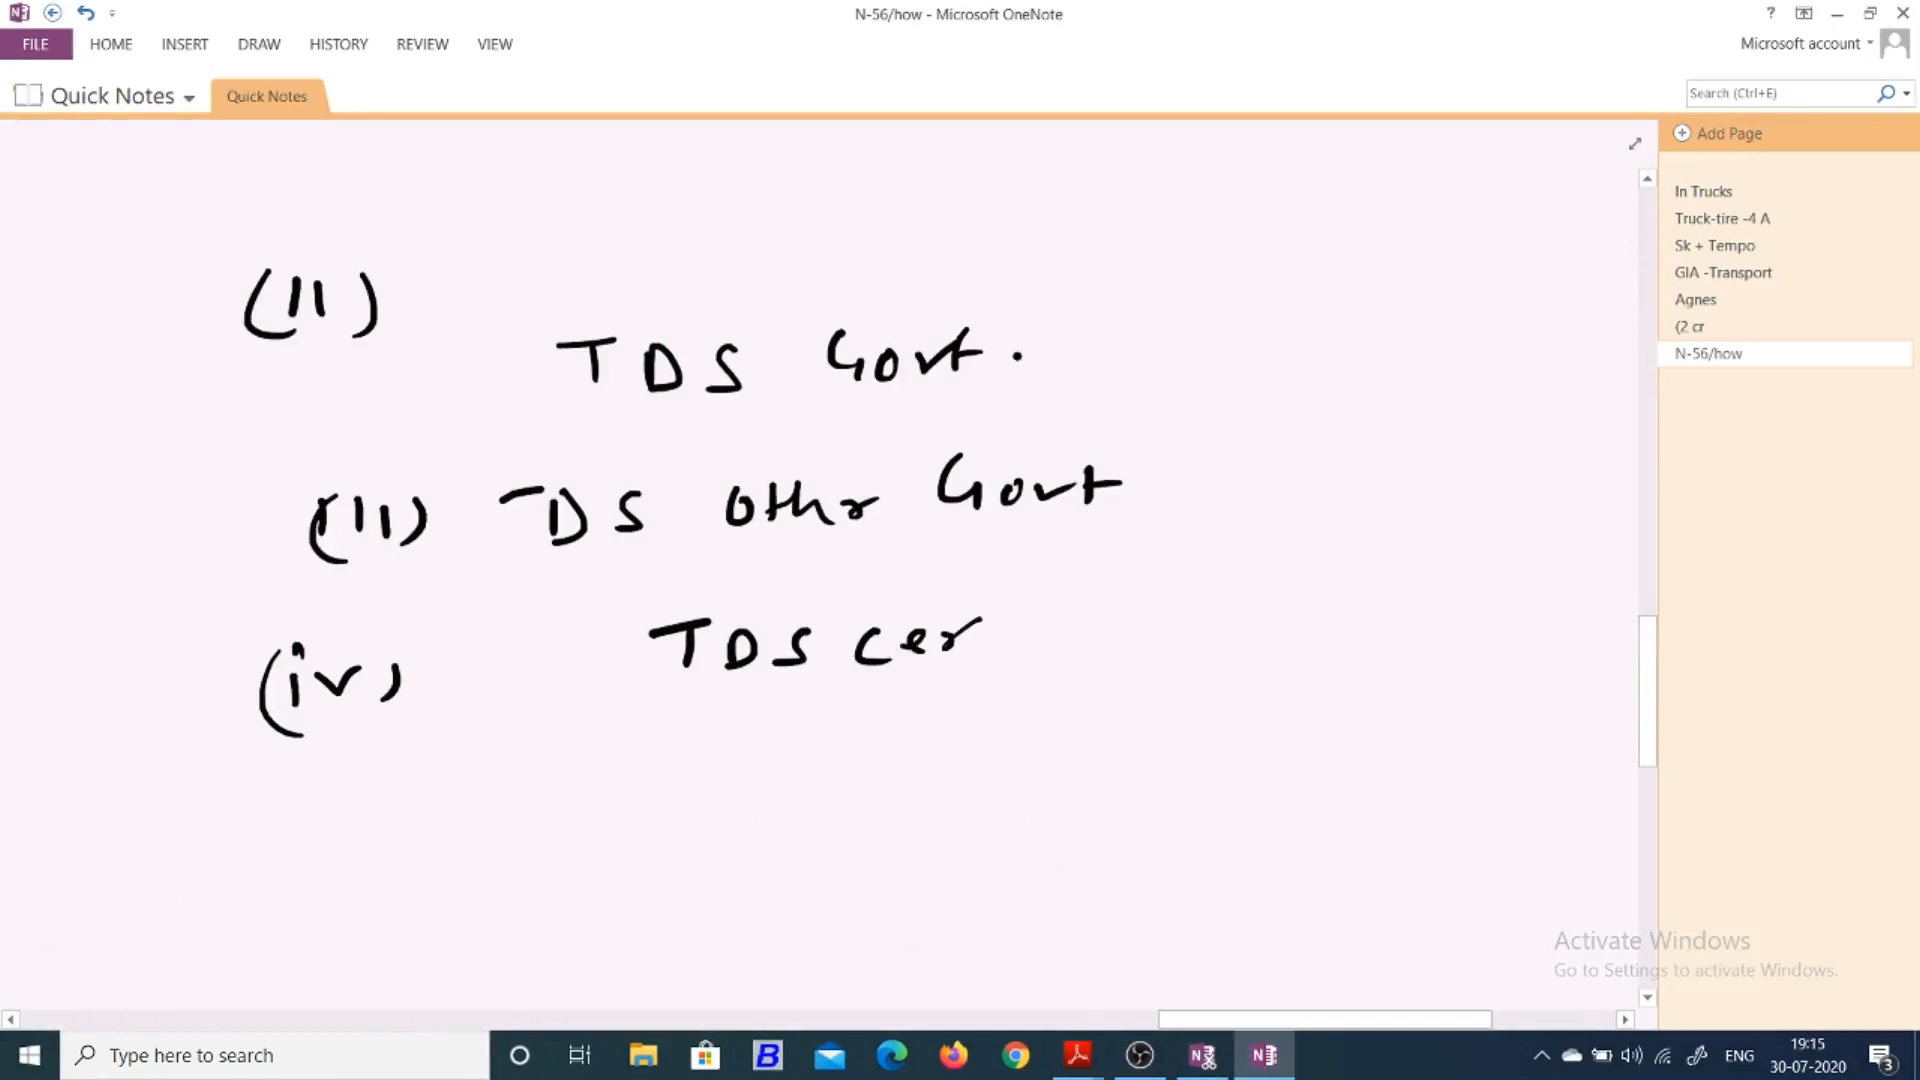 N-56/how - Microsoft OneNote
?
FILE HOME INSERT DRAW HISTORY REVIEW VIEW
Microsoft account
Quick Notes
Quick Notes
Search (Ctrl+E)
Add Page
In Trucks
Truck-tire -4 A
Sk + Tempo
GIA -Transport
Agnes
(2 cr
N-56/how
(II)
TDS Govt.
(II) TDS Othr Govt
(iv) TDS Cer
Activate Windows
Go to Settings to activate Windows.
Type here to search
ENG
19:15
30-07-2020
3